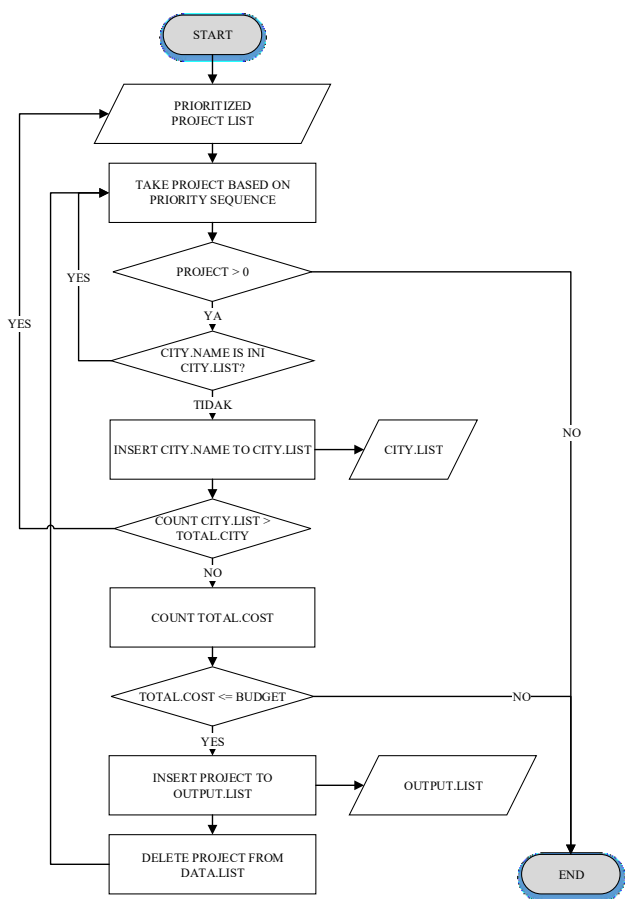 START
PRIORITIZED
PROJECT LIST
TAKE PROJECT BASED ON
PRIORITY SEQUENCE
PROJECT > 0
YES
YES
YA
CITY.NAME IS INI
CITY.LIST?
TIDAK
INSERT CITY.NAME TO CITY.LIST
CITY.LIST
NO
COUNT CITY.LIST >
TOTAL.CITY
NO
COUNT TOTAL.COST
TOTAL.COST <= BUDGET
NO
YES
INSERT PROJECT TO
OUTPUT.LIST
OUTPUT.LIST
DELETE PROJECT FROM
DATA.LIST
END